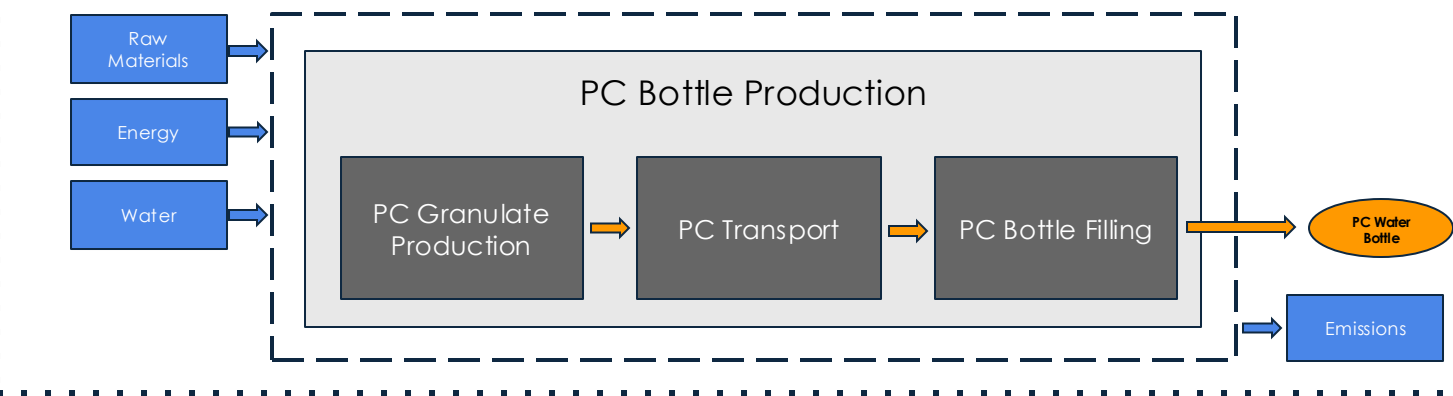 Raw
Materials
Energy
Water
PC Bottle Production
PC Granulate
Production
PC Transport
PC Bottle Filling
PC Water
Bottle
Emissions